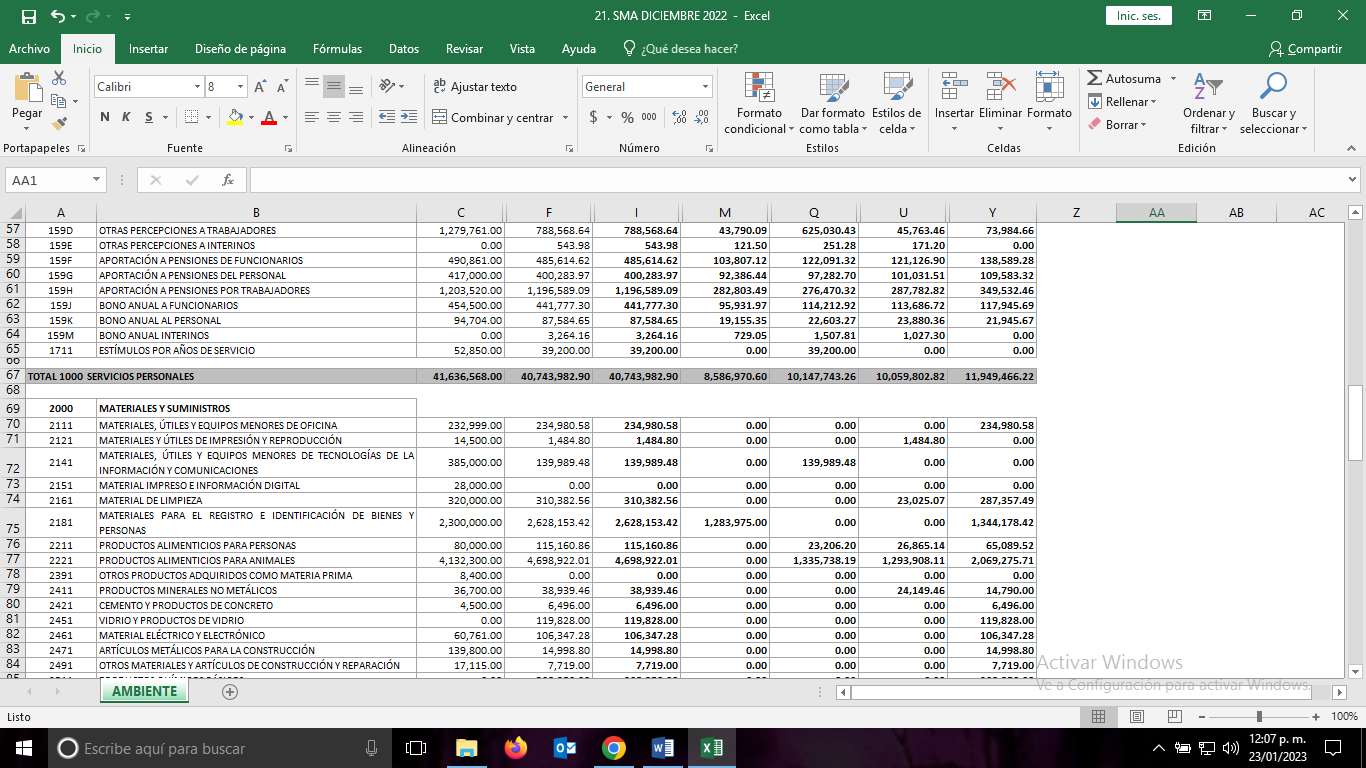 21. SMA DICIEMBRE 2022 - Excel
Inic. ses.
Archivo Inicio Insertar Diseño de página Fórmulas Datos Revisar Vista Ayuda ¿Qué desea hacer? Compartir
Calibri 8 ab Ajustar texto General Autosuma
Pegar N K S A Combinar y centrar $ % 000 Formato condicional Dar formato como tabla Estilos de celda Insertar Eliminar Formato Rellenar Borrar Ordenar y filtrar Buscar y seleccionar
Portapapeles Fuente Alineación Número Estilos Celdas Edición
AA1 fx
A B C F I M Q U Y Z AA AB AC
57 159D OTRAS PERCEPCIONES A TRABAJADORES 1,279,761.00 788,568.64 788,568.64 43,790.09 625,030.43 45,763.46 73,984.66
58 159E OTRAS PERCEPCIONES A INTERINOS 0.00 543.98 543.98 121.50 251.28 171.20 0.00
59 159F APORTACIÓN A PENSIONES DE FUNCIONARIOS 490,861.00 485,614.62 485,614.62 103,807.12 122,091.32 121,126.90 138,589.28
60 159G APORTACIÓN A PENSIONES DEL PERSONAL 417,000.00 400,283.97 400,283.97 92,386.44 97,282.70 101,031.51 109,583.32
61 159H APORTACIÓN A PENSIONES POR TRABAJADORES 1,203,520.00 1,196,589.09 1,196,589.09 282,803.49 276,470.32 287,782.82 349,532.46
62 159J BONO ANUAL A FUNCIONARIOS 454,500.00 441,777.30 441,777.30 95,931.97 114,212.92 113,686.72 117,945.69
63 159K BONO ANUAL AL PERSONAL 94,704.00 87,584.65 87,584.65 19,155.35 22,603.27 23,880.36 21,945.67
64 159M BONO ANUAL INTERINOS 0.00 3,264.16 3,264.16 729.05 1,507.81 1,027.30 0.00
65 1711 ESTÍMULOS POR AÑOS DE SERVICIO 52,850.00 39,200.00 39,200.00 0.00 39,200.00 0.00 0.00
66
67 TOTAL 1000 SERVICIOS PERSONALES 41,636,568.00 40,743,982.90 40,743,982.90 8,586,970.60 10,147,743.26 10,059,802.82 11,949,466.22
68
69 2000 MATERIALES Y SUMINISTROS
70 2111 MATERIALES, ÚTILES Y EQUIPOS MENORES DE OFICINA 232,999.00 234,980.58 234,980.58 0.00 0.00 0.00 234,980.58
71 2121 MATERIALES Y ÚTILES DE IMPRESIÓN Y REPRODUCCIÓN 14,500.00 1,484.80 1,484.80 0.00 0.00 1,484.80 0.00
72 2141 MATERIALES, ÚTILES Y EQUIPOS MENORES DE TECNOLOGÍAS DE LA
INFORMACIÓN Y COMUNICACIONES 385,000.00 139,989.48 139,989.48 0.00 139,989.48 0.00 0.00
73 2151 MATERIAL IMPRESO E INFORMACIÓN DIGITAL 28,000.00 0.00 0.00 0.00 0.00 0.00 0.00
74 2161 MATERIAL DE LIMPIEZA 320,000.00 310,382.56 310,382.56 0.00 0.00 23,025.07 287,357.49
75 2181 MATERIALES PARA EL REGISTRO E IDENTIFICACIÓN DE BIENES Y
PERSONAS 2,300,000.00 2,628,153.42 2,628,153.42 1,283,975.00 0.00 0.00 1,344,178.42
76 2211 PRODUCTOS ALIMENTICIOS PARA PERSONAS 80,000.00 115,160.86 115,160.86 0.00 23,206.20 26,865.14 65,089.52
77 2221 PRODUCTOS ALIMENTICIOS PARA ANIMALES 4,132,300.00 4,698,922.01 4,698,922.01 0.00 1,335,738.19 1,293,908.11 2,069,275.71
78 2391 OTROS PRODUCTOS ADQUIRIDOS COMO MATERIA PRIMA 8,400.00 0.00 0.00 0.00 0.00 0.00 0.00
79 2411 PRODUCTOS MINERALES NO METÁLICOS 36,700.00 38,939.46 38,939.46 0.00 0.00 24,149.46 14,790.00
80 2421 CEMENTO Y PRODUCTOS DE CONCRETO 4,500.00 6,496.00 6,496.00 0.00 0.00 0.00 6,496.00
81 2451 VIDRIO Y PRODUCTOS DE VIDRIO 0.00 119,828.00 119,828.00 0.00 0.00 0.00 119,828.00
82 2461 MATERIAL ELÉCTRICO Y ELECTRÓNICO 60,761.00 106,347.28 106,347.28 0.00 0.00 0.00 106,347.28
83 2471 ARTÍCULOS METÁLICOS PARA LA CONSTRUCCIÓN 139,800.00 14,998.80 14,998.80 0.00 0.00 0.00 14,998.80
84 2491 OTROS MATERIALES Y ARTÍCULOS DE CONSTRUCCIÓN Y REPARACIÓN 17,115.00 7,719.00 7,719.00 0.00 0.00 0.00 7,719.00
Activar Windows
Ve a Configuración para activar Windows.
AMBIENTE
Listo 100%
Escribe aquí para buscar
12:07 p. m.
23/01/2023